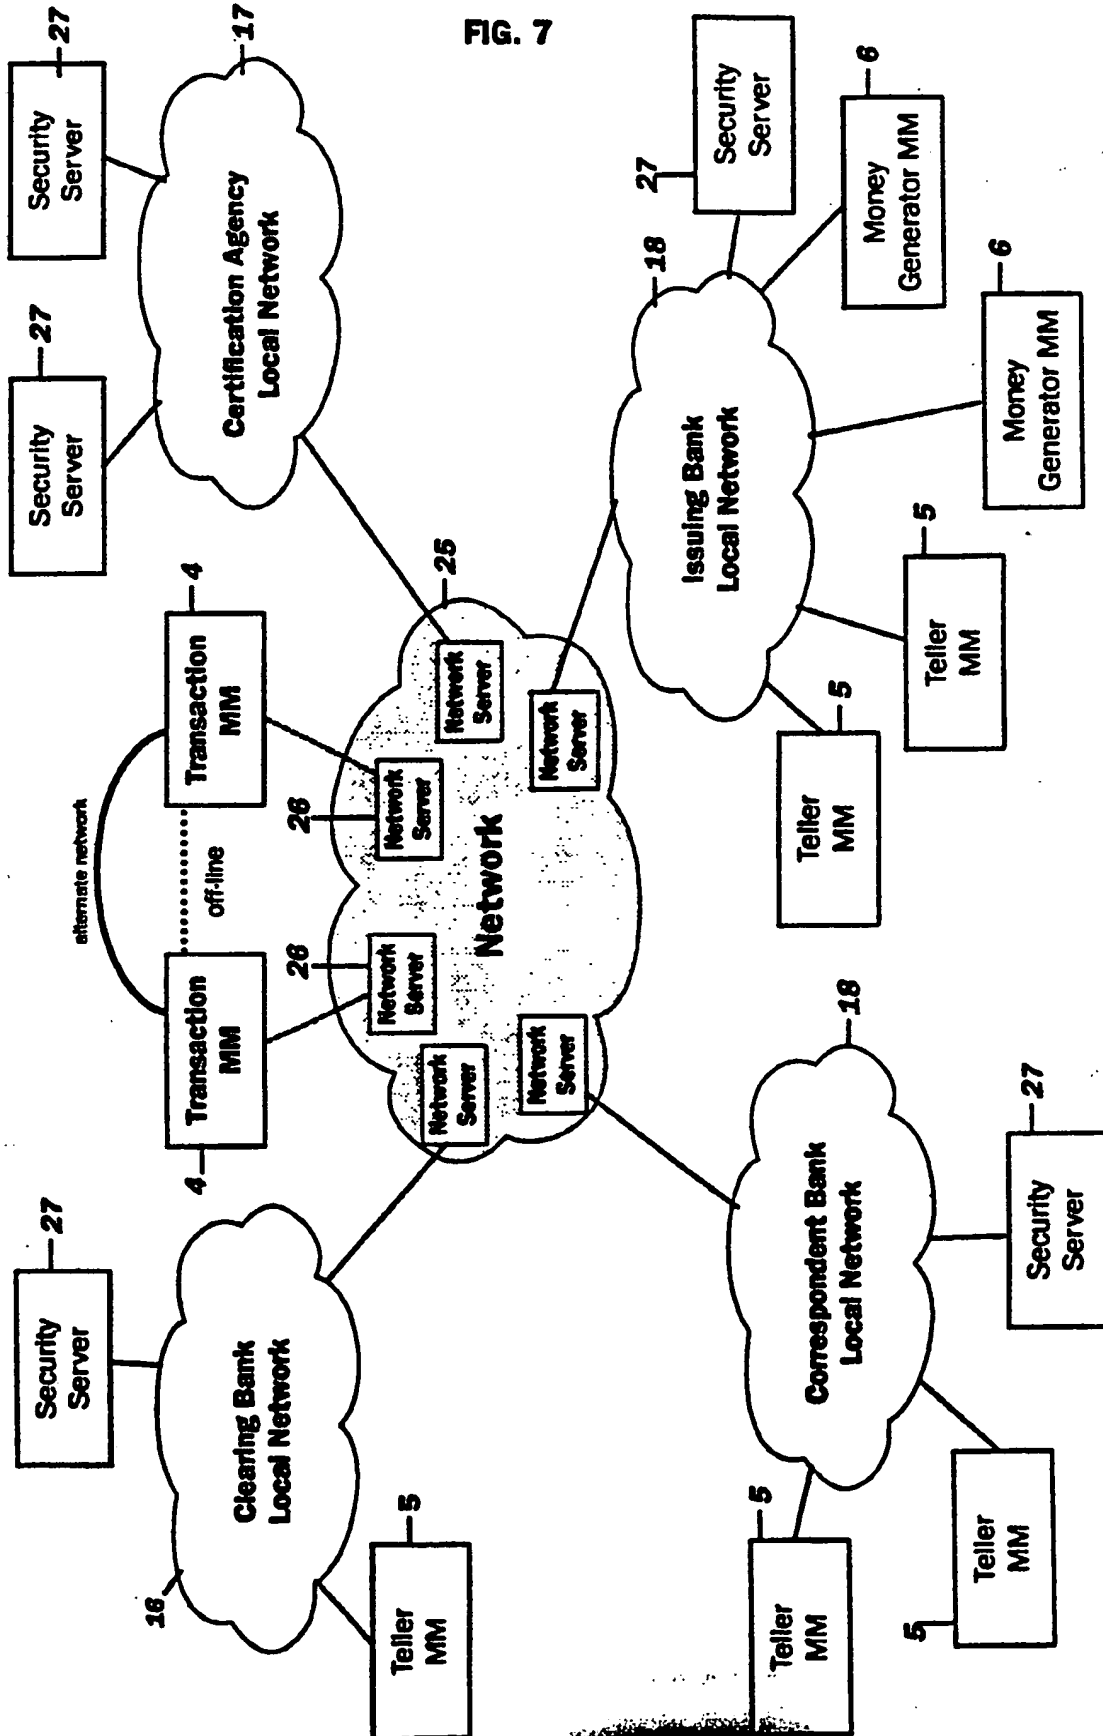 FIG. 7
Security
Server
27
Security
Server
27
Security
Server
27
alternate network
16
Clearing Bank
Local Network
4
Transaction
MM
off-line
Transaction
MM
4
Certification Agency
Local Network
17
Teller
MM
5
26
26
Network
Server
Network
Server
Network
Server
Network
Server
25
Network
Network
Server
Network
Server
Correspondent Bank
Local Network
18
Issuing Bank
Local Network
18
27
Security
Server
Teller
MM
5
Teller
MM
5
Security
Server
27
Teller
MM
5
Teller
MM
5
Money
Generator MM
6
Money
Generator MM
6